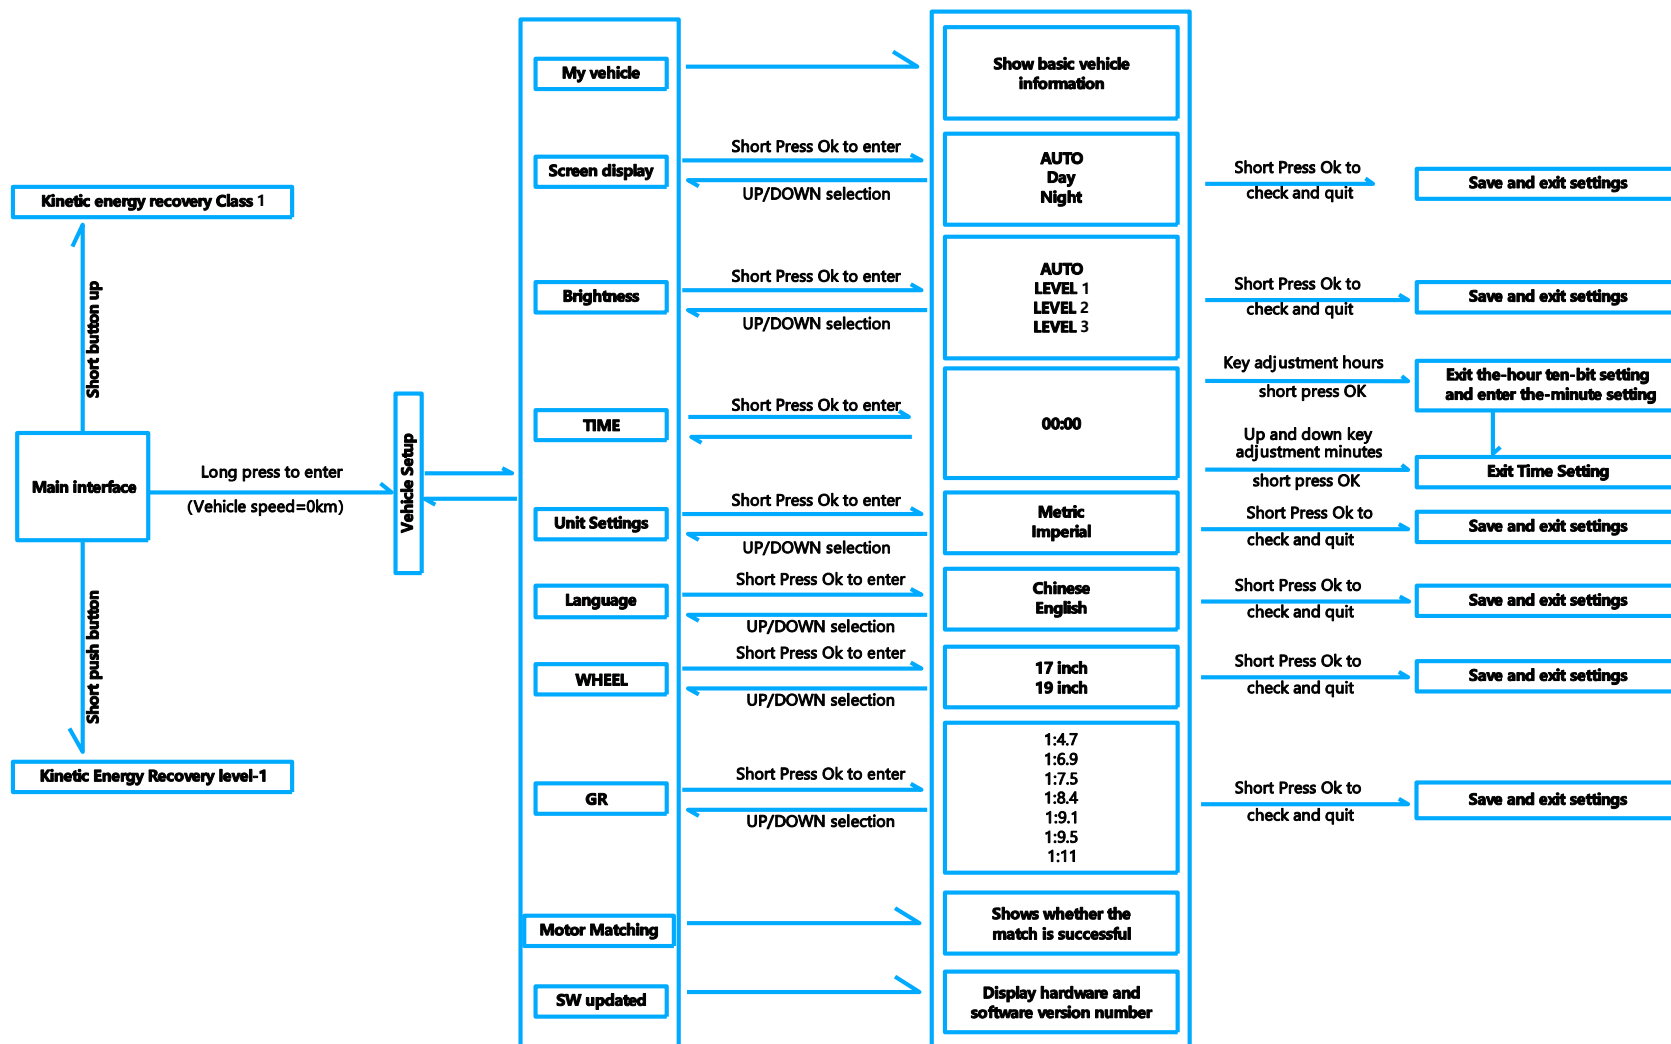 Kinetic energy recovery Class 1
Short button up
Main interface
Short push button
Kinetic Energy Recovery level-1
Long press to enter
(Vehicle speed=0km)
Vehicle Setup
My vehicle
Show basic vehicle
information
Screen display
Short Press Ok to enter
UP/DOWN selection
AUTO
Day
Night
Short Press Ok to
check and quit
Save and exit settings
Brightness
Short Press Ok to enter
UP/DOWN selection
AUTO
LEVEL 1
LEVEL 2
LEVEL 3
Short Press Ok to
check and quit
Save and exit settings
TIME
Short Press Ok to enter
00:00
Key adjustment hours
short press OK
Exit the-hour ten-bit setting
and enter the-minute setting
Up and down key
adjustment minutes
short press OK
Exit Time Setting
Unit Settings
Short Press Ok to enter
UP/DOWN selection
Metric
Imperial
Short Press Ok to
check and quit
Save and exit settings
Language
Short Press Ok to enter
UP/DOWN selection
Chinese
English
Short Press Ok to
check and quit
Save and exit settings
WHEEL
Short Press Ok to enter
UP/DOWN selection
17 inch
19 inch
Short Press Ok to
check and quit
Save and exit settings
GR
Short Press Ok to enter
UP/DOWN selection
1:4.7
1:6.9
1:7.5
1:8.4
1:9.1
1:9.5
1:11
Short Press Ok to
check and quit
Save and exit settings
Motor Matching
Shows whether the
match is successful
SW updated
Display hardware and
software version number